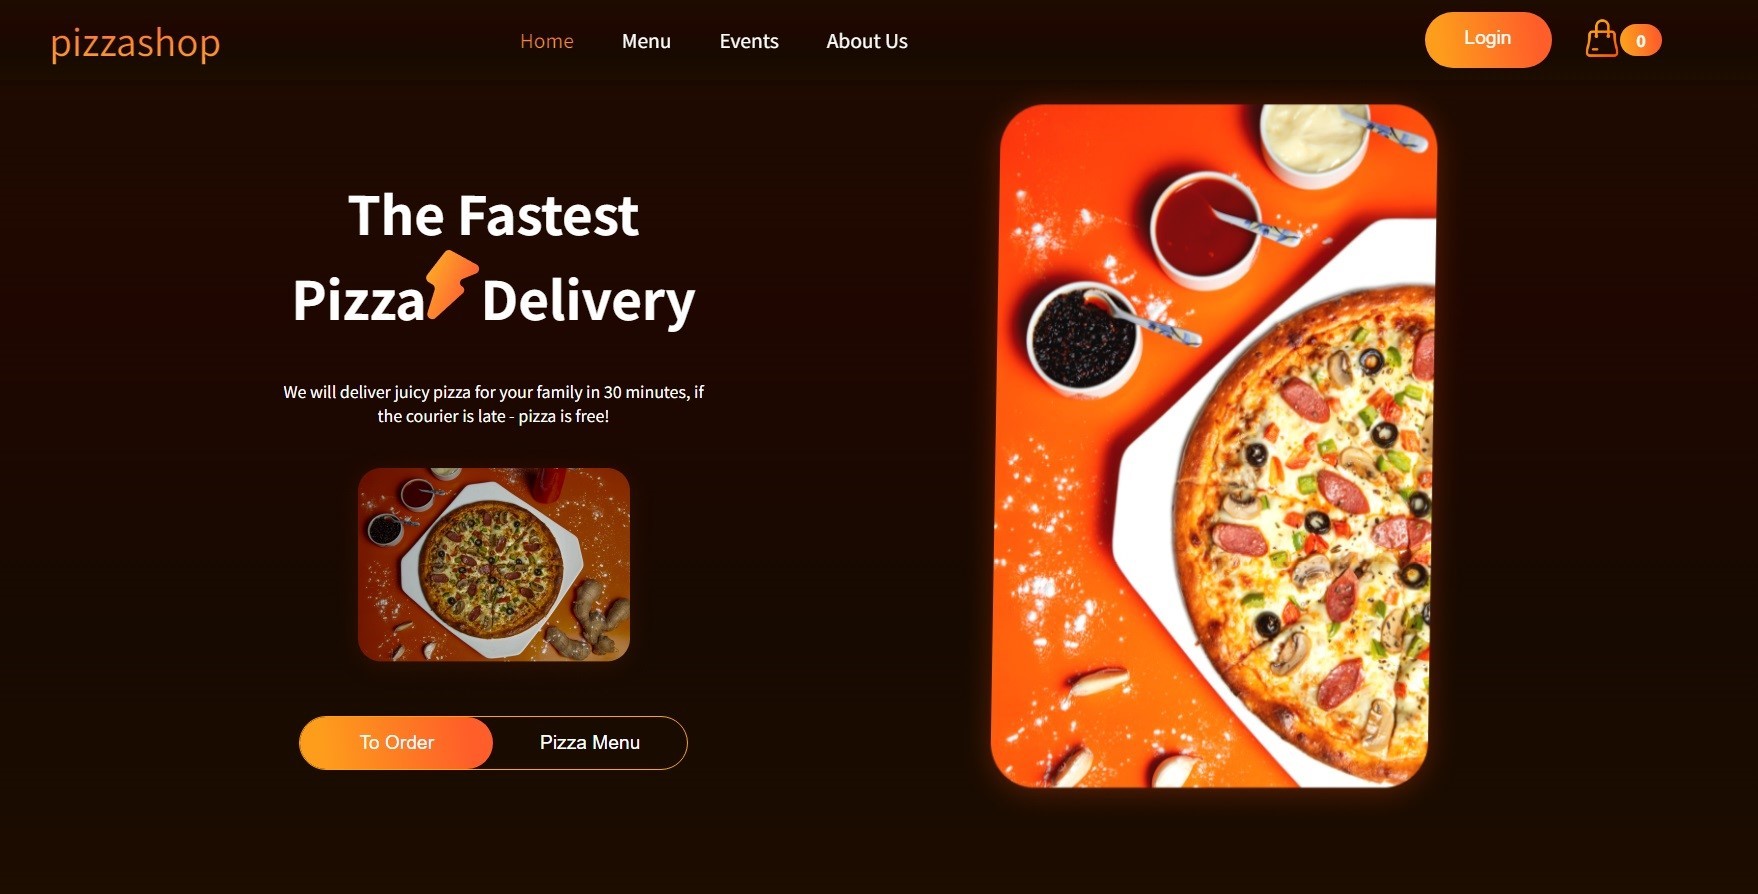 pizzashop
Home Menu Events About Us
Login
0
The Fastest
Pizza Delivery
We will deliver juicy pizza for your family in 30 minutes, if
the courier is late - pizza is free!
To Order
Pizza Menu